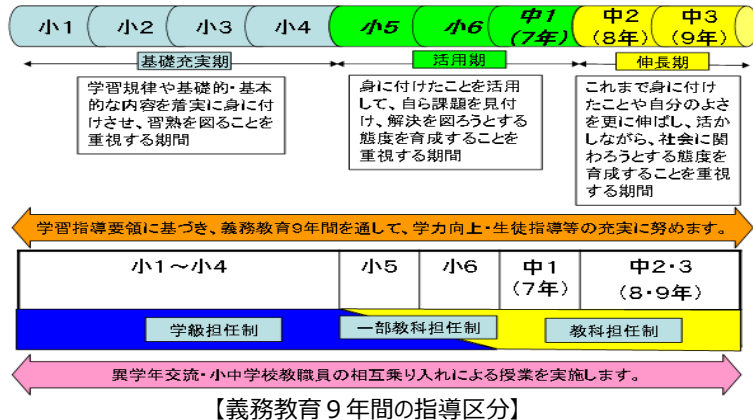 小1 小2 小3 小4 小5 小6 中1 中2 中3
(7年) (8年) (9年)
基礎充実期 活用期 伸長期
学習規律や基礎的・基本
的な内容を着実に身に付
けさせ、習熟を図ることを
重視する期間
身に付けたことを活用
して、自ら課題を見付
け、解決を図ろうとする
態度を育成することを
重視する期間
これまで身に付け
たことや自分のよさ
を更に伸ばし、活か
しながら、社会に関
わろうとする態度を
育成することを重視
する期間
学習指導要領に基づき、義務教育9年間を通して、学力向上・生徒指導等の充実に努めます。
小1～小4 小5 小6 中1 中2・3
(7年) (8・9年)
学級担任制 一部教科担任制 教科担任制
異学年交流・小中学校教職員の相互乗り入れによる授業を実施します。
【義務教育９年間の指導区分】